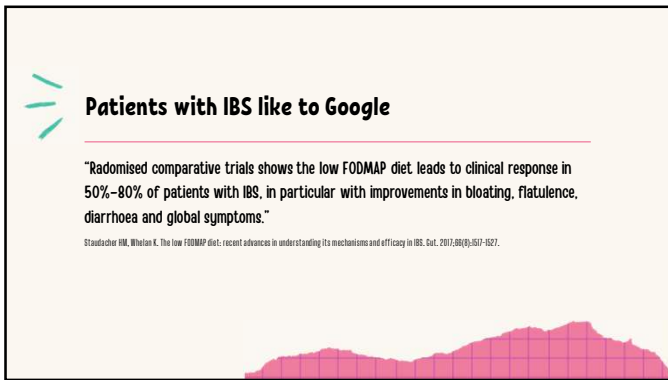 Patients with IBS like to Google
“Radomised comparative trials shows the low FODMAP diet leads to clinical response in
50%–80% of patients with IBS, in particular with improvements in bloating, flatulence,
diarrhoea and global symptoms.”
Staudacher HM, Whelan K. The low FODMAP diet: recent advances in understanding its mechanisms and efficacy in IBS. Gut. 2017;66(8):1517-1527.